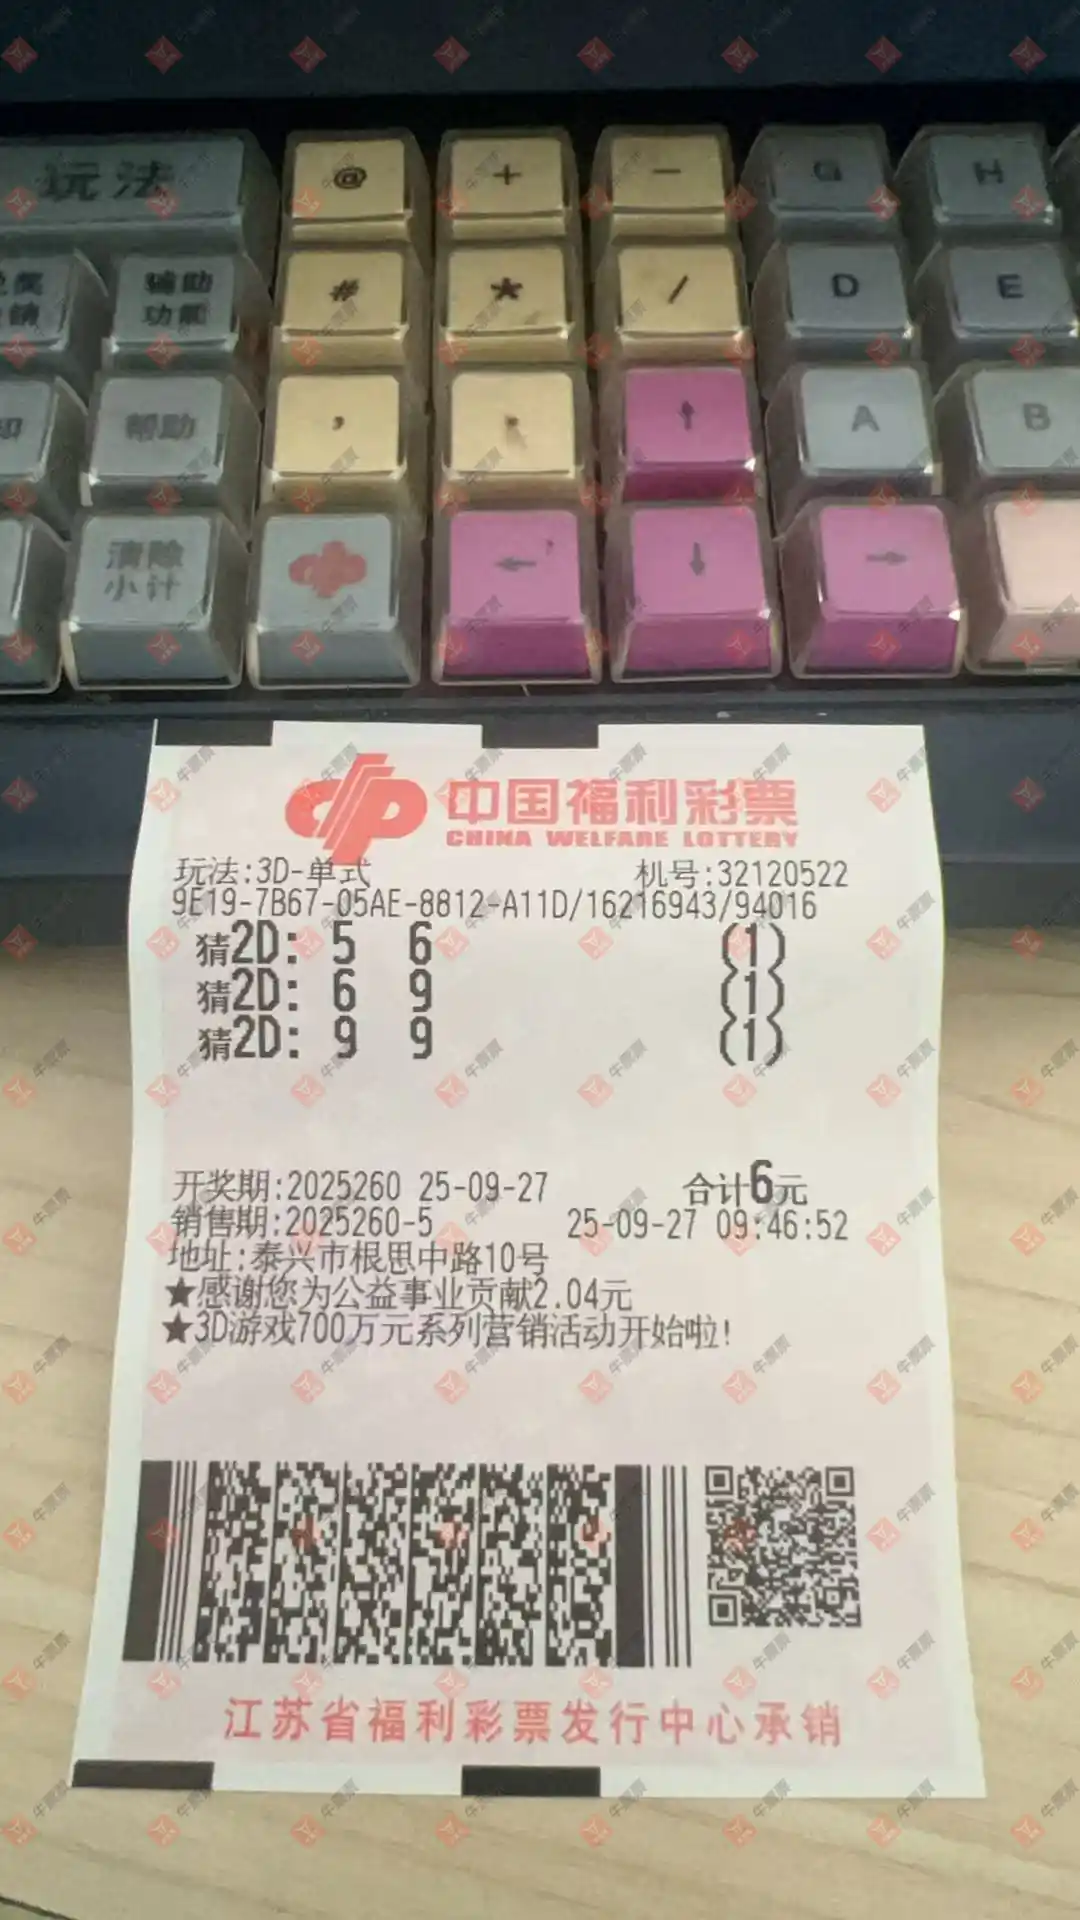 玩法 @ + - G H
辅助功能 # * / D E
帮助 , . ↑ A B
清除小计 ← ↓ →
中国福利彩票
CHINA WELFARE LOTTERY
玩法:3D-单式 机号:32120522
9E19-7B67-05AE-8812-A11D/16216943/94016
猜2D: 5 6 (1)
猜2D: 6 9 (1)
猜2D: 9 9 (1)
开奖期:2025260 25-09-27 合计6元
销售期:2025260-5 25-09-27 09:46:52
地址:泰兴市根思中路10号
★感谢您为公益事业贡献2.04元
★3D游戏700万元系列营销活动开始啦!
江苏省福利彩票发行中心承销